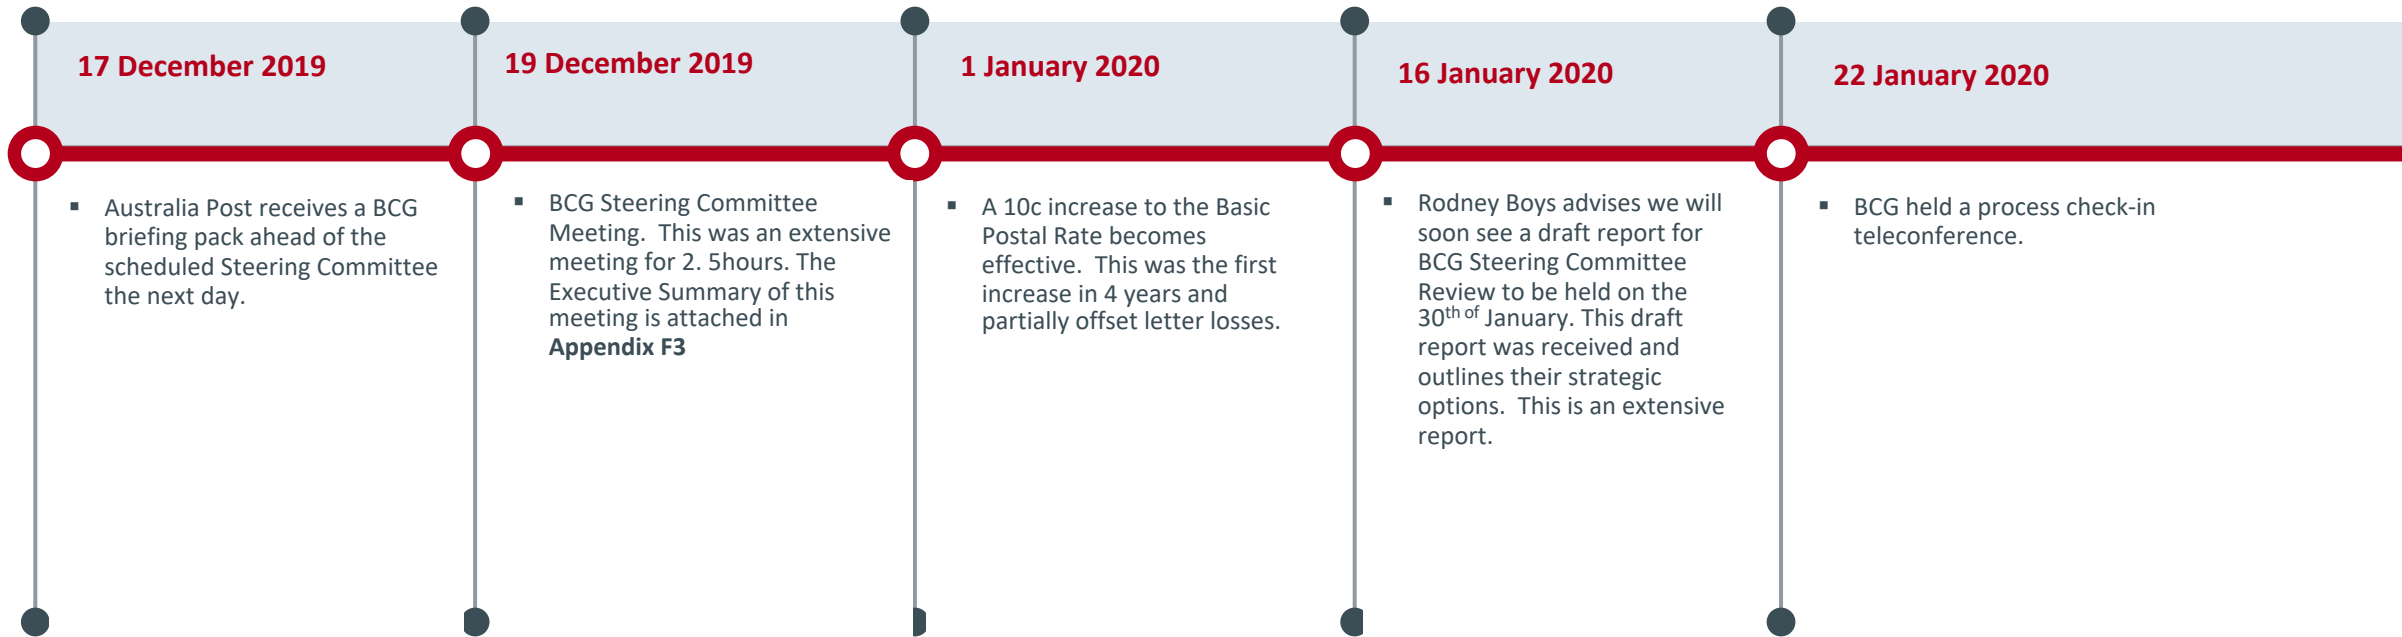 17 December 2019
▪ Australia Post receives a BCG
briefing pack ahead of the
scheduled Steering Committee
the next day.
19 December 2019
▪ BCG Steering Committee
Meeting.  This was an extensive
meeting for 2. 5hours. The
Executive Summary of this
meeting is attached in
Appendix F3
1 January 2020
▪ A 10c increase to the Basic
Postal Rate becomes
effective.  This was the first
increase in 4 years and
partially offset letter losses.
16 January 2020
▪ Rodney Boys advises we will
soon see a draft report for
BCG Steering Committee
Review to be held on the
30th of January. This draft
report was received and
outlines their strategic
options.  This is an extensive
report.
22 January 2020
▪ BCG held a process check-in
teleconference.